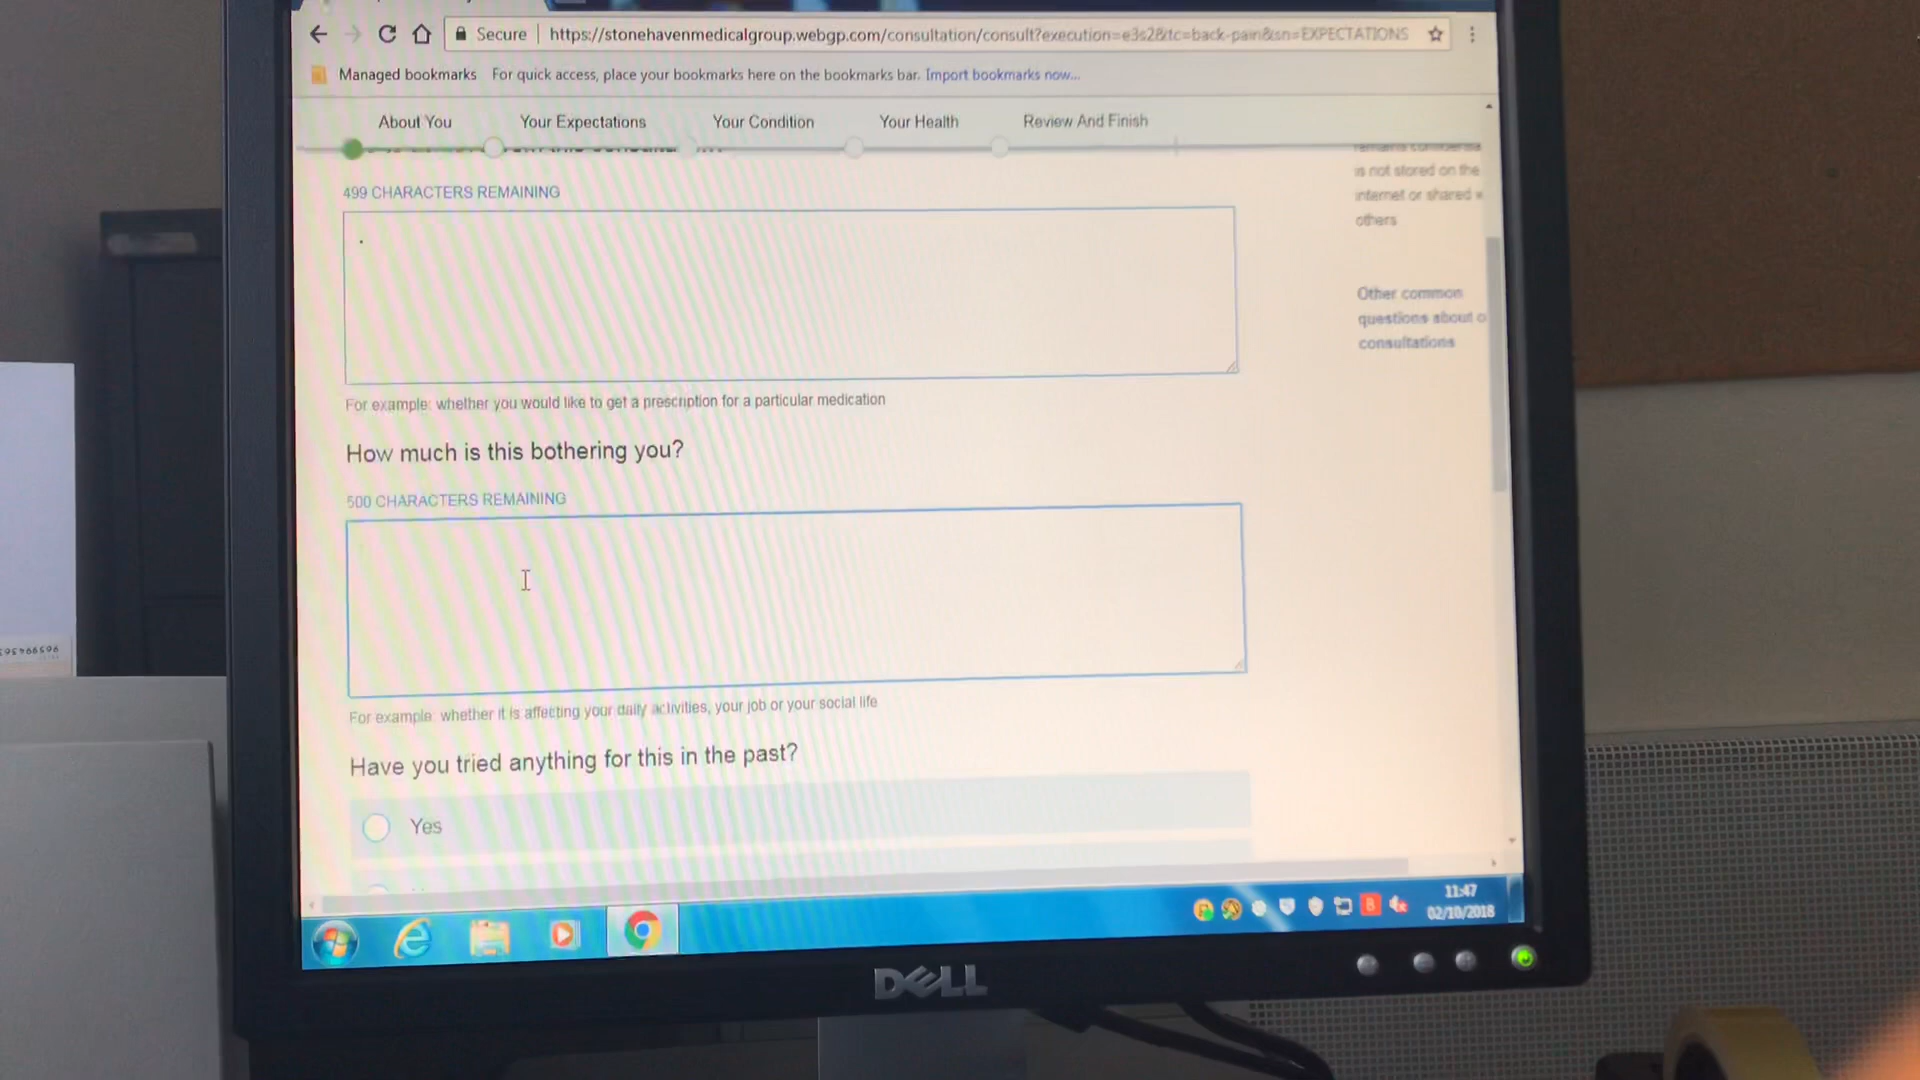 Secure https://stonehavenmedicalgroup.webgp.com/consultation/consult?execution=e3s2&tc=back-pain&sn=EXPECTATIONS
Managed bookmarks For quick access, place your bookmarks here on the bookmarks bar. Import bookmarks now...
About You Your Expectations Your Condition Your Health Review And Finish
is not stored on the
internet or shared
others
499 CHARACTERS REMAINING
.
Other common
questions about o
consultations
For example: whether you would like to get a prescription for a particular medication
How much is this bothering you?
500 CHARACTERS REMAINING
For example: whether it is affecting your daily activities, your job or your social life
Have you tried anything for this in the past?
Yes
11:47
02/10/2018
DELL